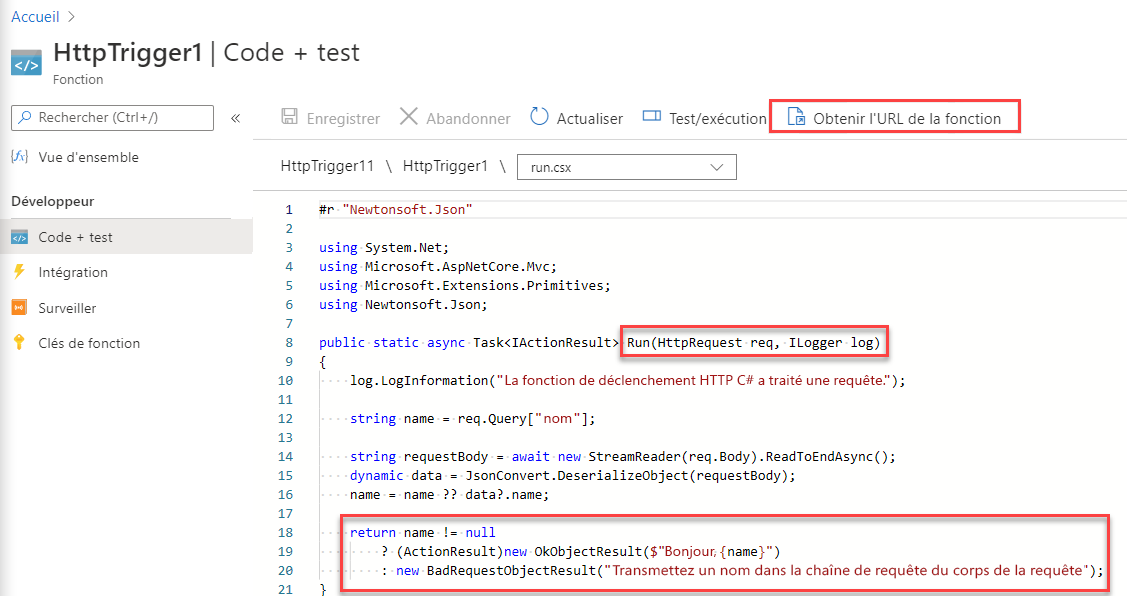 Accueil >
HttpTrigger1 | Code + test
Fonction
Rechercher (Ctrl+/) «
Enregistrer Abandonner Actualiser Test/exécution Obtenir l'URL de la fonction
Vue d'ensemble
Développeur
Code + test
Intégration
Surveiller
Clés de fonction
HttpTrigger11 \ HttpTrigger1 \ run.csx
1 #r "Newtonsoft.Json"
2
3 using System.Net;
4 using Microsoft.AspNetCore.Mvc;
5 using Microsoft.Extensions.Primitives;
6 using Newtonsoft.Json;
7
8 public static async Task<IActionResult> Run(HttpRequest req, ILogger log)
9 {
10 log.LogInformation("La fonction de déclenchement HTTP C# a traité une requête.");
11
12 string name = req.Query["nom"];
13
14 string requestBody = await new StreamReader(req.Body).ReadToEndAsync();
15 dynamic data = JsonConvert.DeserializeObject(requestBody);
16 name = name ?? data?.name;
17
18 return name != null
19 ? (ActionResult)new OkObjectResult($"Bonjour, {name}")
20 : new BadRequestObjectResult("Transmettez un nom dans la chaîne de requête du corps de la requête");
21 }